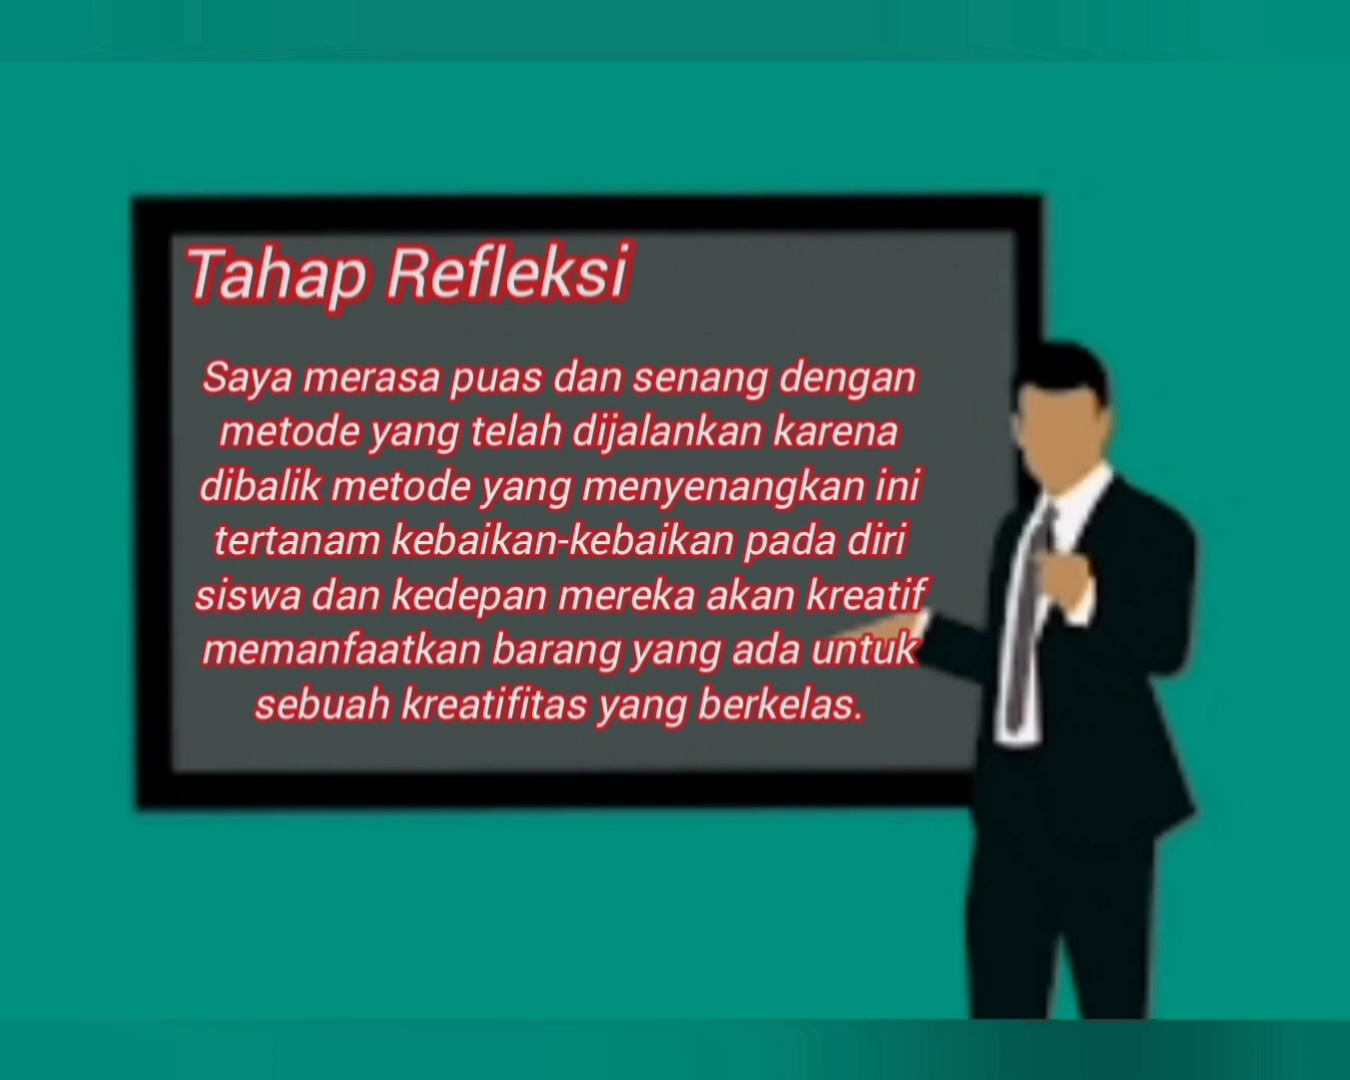 Tahap Refleksi
Saya merasa puas dan senang dengan
metode yang telah dijalankan karena
dibalik metode yang menyenangkan ini
tertanam kebaikan-kebaikan pada diri
siswa dan kedepan mereka akan kreatif
memanfaatkan barang yang ada untuk
sebuah kreatifitas yang berkelas.